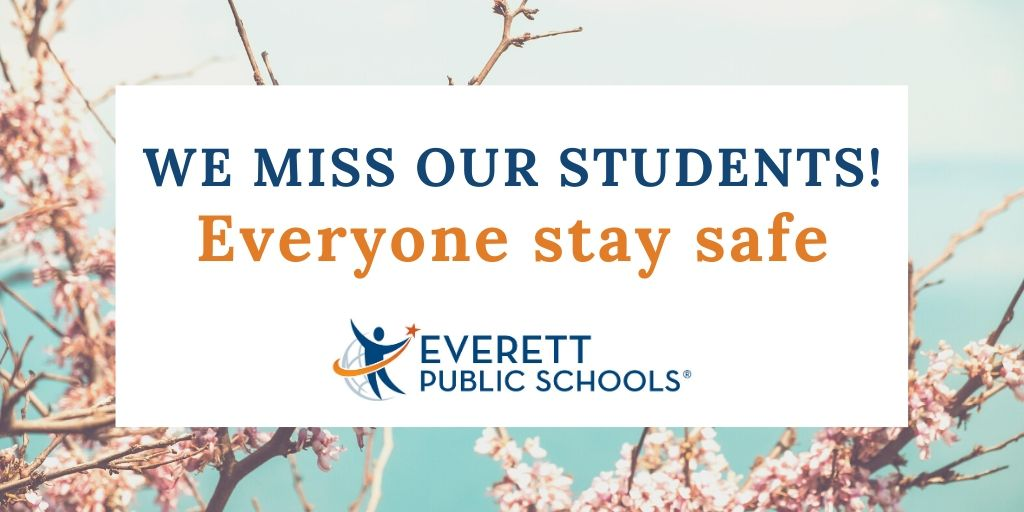 WE MISS OUR STUDENTS!
Everyone stay safe
EVERETT
PUBLIC SCHOOLS®